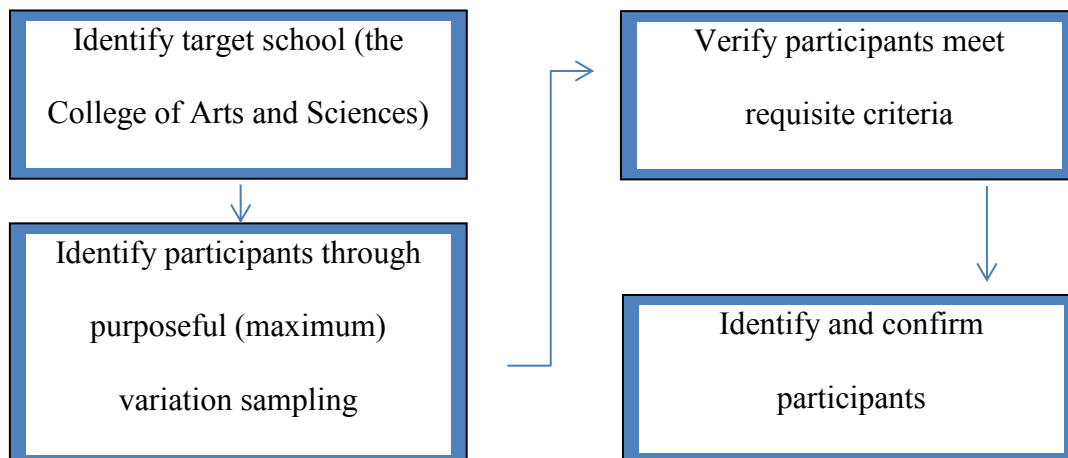 Identify target school (the
College of Arts and Sciences)
Identify participants through
purposeful (maximum)
variation sampling
Verify participants meet
requisite criteria
Identify and confirm
participants